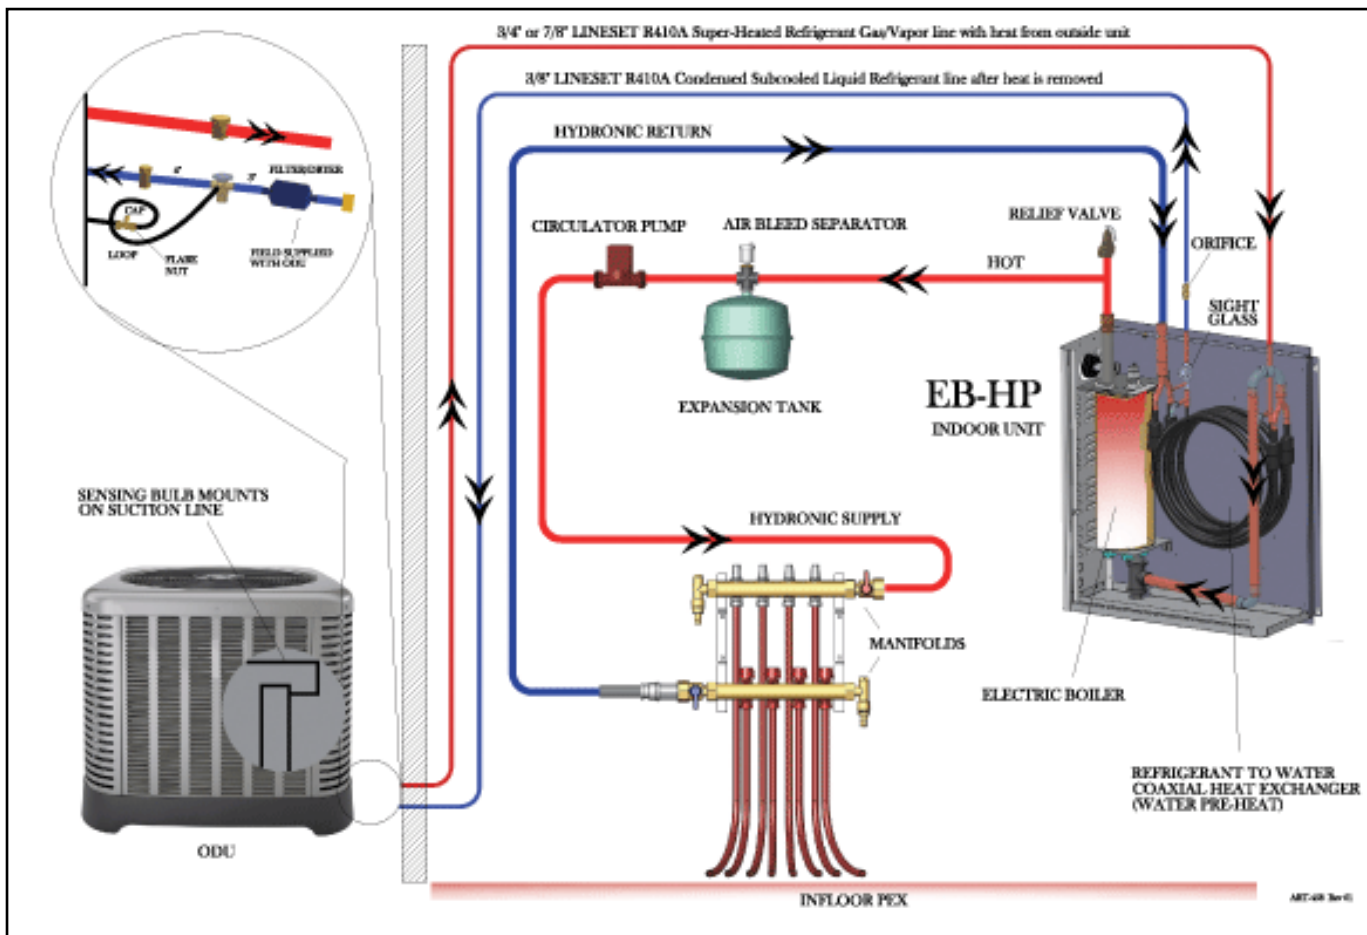 3/4" or 7/8" LINESET R410A Super-Heated Refrigerant Gas/Vapor line with heat from outside unit
3/8" LINESET R410A Condensed Subcooled Liquid Refrigerant line after heat is removed
HYDRONIC RETURN
CIRCULATOR PUMP
AIR BLEED SEPARATOR
RELIEF VALVE
ORIFICE
HOT
SIGHT
GLASS
FILTER/DRIER
CAP
LOOP
FLARE
NUT
FIELD SUPPLIED
WITH ODU
EXPANSION TANK
EB-HP
INDOOR UNIT
SENSING BULB MOUNTS
ON SUCTION LINE
HYDRONIC SUPPLY
MANIFOLDS
ELECTRIC BOILER
REFRIGERANT TO WATER
COAXIAL HEAT EXCHANGER
(WATER PRE-HEAT)
ODU
INFLOOR PEX